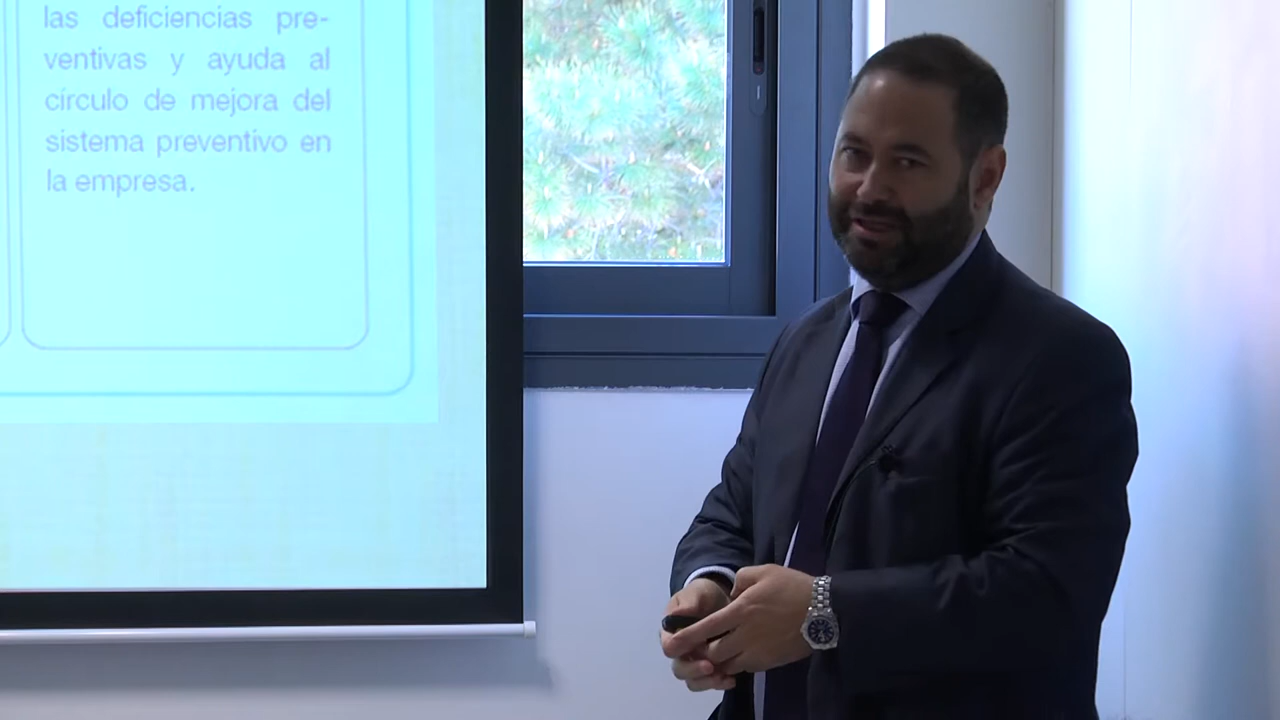 las deficiencias pre-
ventivas y ayuda al
círculo de mejora del
sistema preventivo en
la empresa.